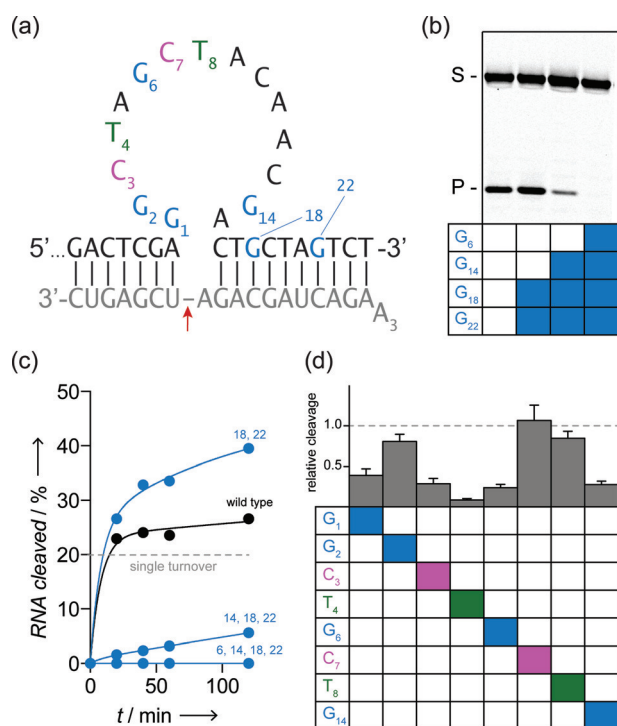 (a)
C₇ T₈ A
G₆ C
A A
T₄ A
C₃ C
G₂ G₁ A G₁₄ 18 22
5’...GACTCGA CTGCTAGTCT-3’
3’-CUGAGCU–AGACGAUCAGA
A₃
(b)
S -
P -
G₆
G₁₄
G₁₈
G₂₂
(c)
RNA cleaved / %
50
40
30
20
10
0
18, 22
wild type
single turnover
14, 18, 22
6, 14, 18, 22
0 50 100
t / min
(d)
relative cleavage
1.0
0.5
G₁
G₂
C₃
T₄
G₆
C₇
T₈
G₁₄